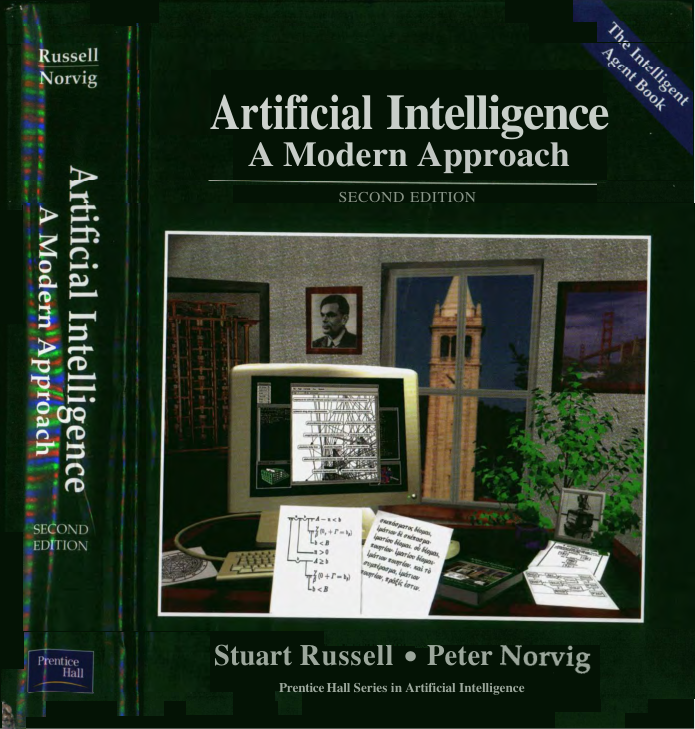 Russell
Norvig
Artificial Intelligence
A Modern Approach
SECOND
EDITION
Prentice
Hall
The Intelligent
Agent Book
Artificial Intelligence
A Modern Approach
SECOND EDITION
Stuart Russell • Peter Norvig
Prentice Hall Series in Artificial Intelligence